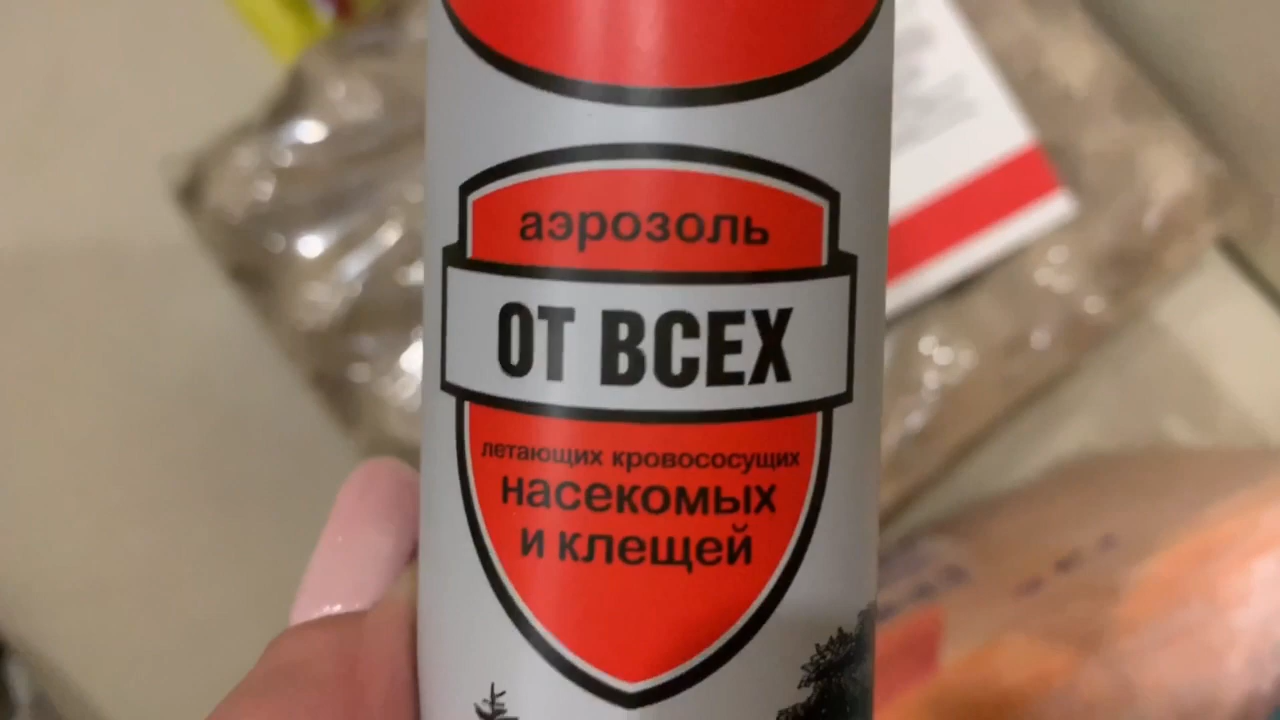 аэрозоль
ОТ ВСЕХ
летающих кровососущих
насекомых
и клещей